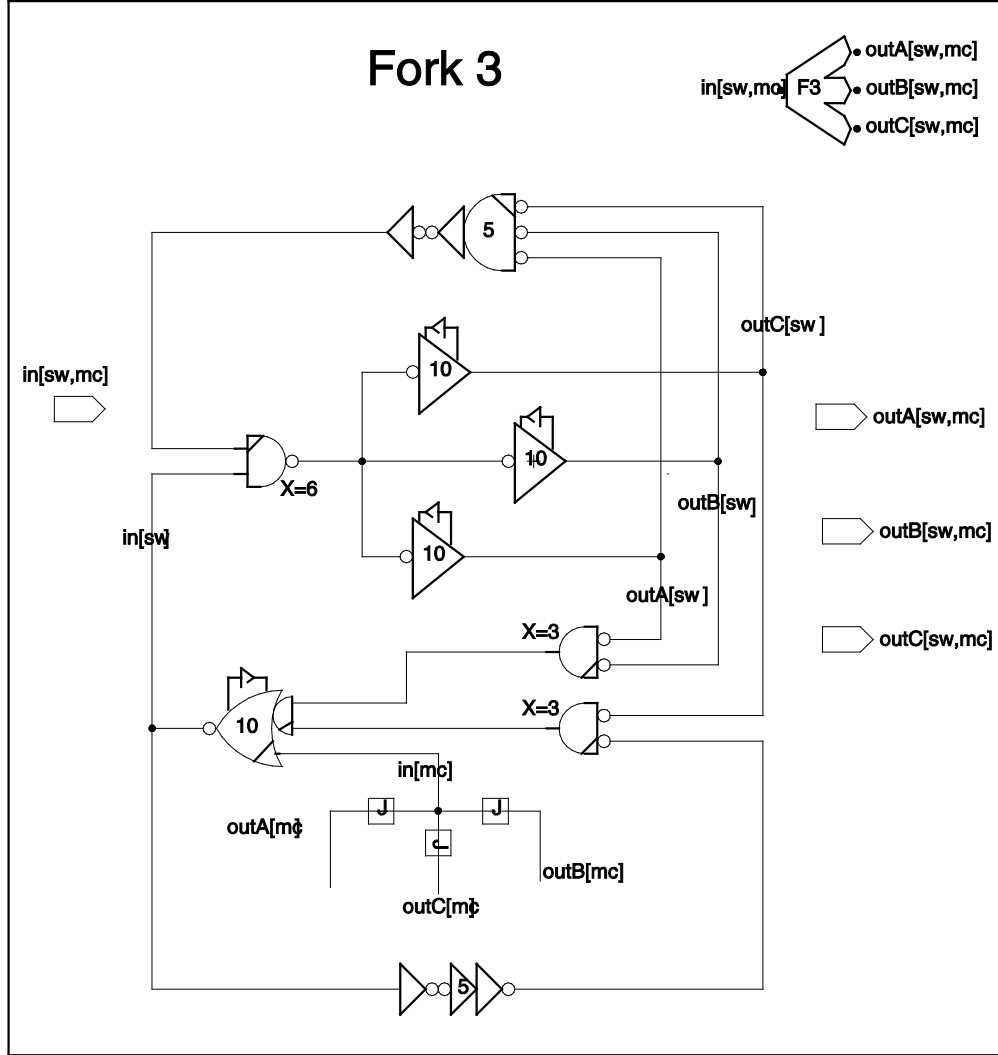 Fork 3
outA[sw,mc]
in[sw,mc]
F3
outB[sw,mc]
outC[sw,mc]
5
outC[sw]
10
in[sw,mc]
outA[sw,mc]
10
X=6
outB[sw]
in[sw]
outB[sw,mc]
10
outA[sw]
X=3
outC[sw,mc]
X=3
10
in[mc]
J
J
outA[mc]
J
outB[mc]
outC[mc]
5